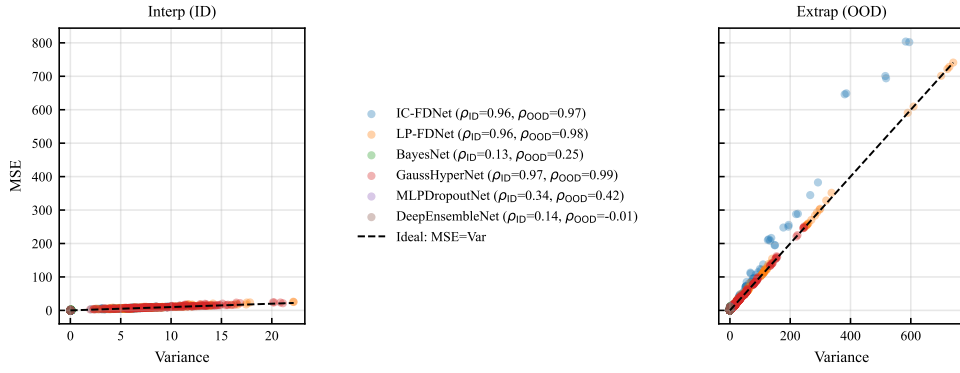 Interp (ID)
MSE
800
700
600
500
400
300
200
100
0
0 5 10 15 20
Variance
IC-FDNet (ρID=0.96, ρOOD=0.97)
LP-FDNet (ρID=0.96, ρOOD=0.98)
BayesNet (ρID=0.13, ρOOD=0.25)
GaussHyperNet (ρID=0.97, ρOOD=0.99)
MLPDropoutNet (ρID=0.34, ρOOD=0.42)
DeepEnsembleNet (ρID=0.14, ρOOD=-0.01)
Ideal: MSE=Var
Extrap (OOD)
0 200 400 600
Variance